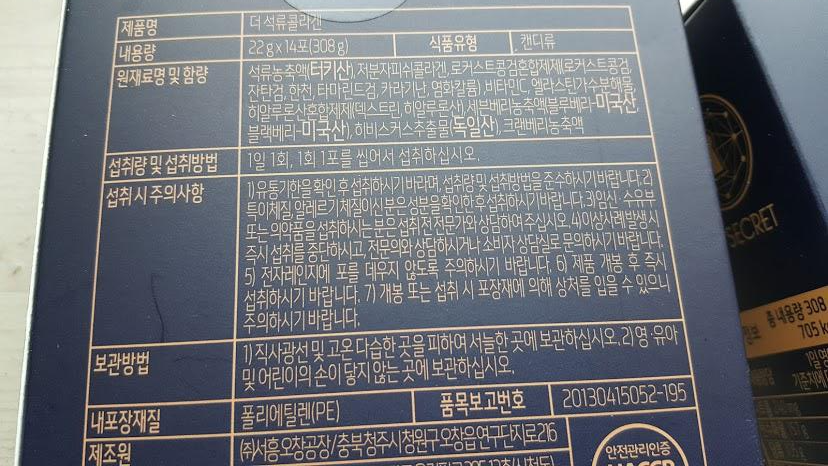 제품명 더 석류콜라겐
내용량 22g x 14포(308g) 식품유형 캔디류
원재료명 및 함량 석류농축액(터키산), 저분자피쉬콜라겐, 로커스트콩검혼합제제(로커스트콩검,
잔탄검, 한천, 타마린드검, 카라기난, 염화칼륨), 비타민C, 엘라스틴가수분해물,
히알루론산혼합제제(덱스트린, 히알루론산), 세븐베리농축액(블루베라-미국산,
블랙베리-미국산), 히비스커스추출물(독일산), 크랜베리농축액
섭취량 및 섭취방법 1일 1회, 1회 1포를 씹어서 섭취하십시오.
섭취 시 주의사항 1) 유통기한을 확인 후 섭취하시기 바라며, 섭취량 및 섭취방법을 준수하시기 바랍니다. 2)
특이체질, 알레르기 체질이신 분은 성분을 확인한 후 섭취하시기 바랍니다. 3) 임신, 수유부
또는 의약품을 섭취하시는 분은 섭취 전 전문가와 상담하여 주십시오. 4) 이상사례 발생 시
즉시 섭취를 중단하시고, 전문의와 상담하시거나 소비자 상담실로 문의하시기 바랍니다.
5) 전자레인지에 포를 데우지 않도록 주의하시기 바랍니다. 6) 제품 개봉 후 즉시
섭취하시기 바랍니다. 7) 개봉 또는 섭취 시 포장재에 의해 상처를 입을 수 있으니
주의하시기 바랍니다.
보관방법 1) 직사광선 및 고온 다습한 곳을 피하여 서늘한 곳에 보관하십시오. 2) 영·유아
및 어린이의 손이 닿지 않는 곳에 보관하십시오.
내포장재질 폴리에틸렌(PE) 품목보고번호 20130415052-195
제조원 (주)서흥 오창공장 / 충북 청주시 청원구 오창읍 연구단지로 216
안전관리인증
HACCP
SECRET
총 내용량 308
705 k
1일 영
기준치에